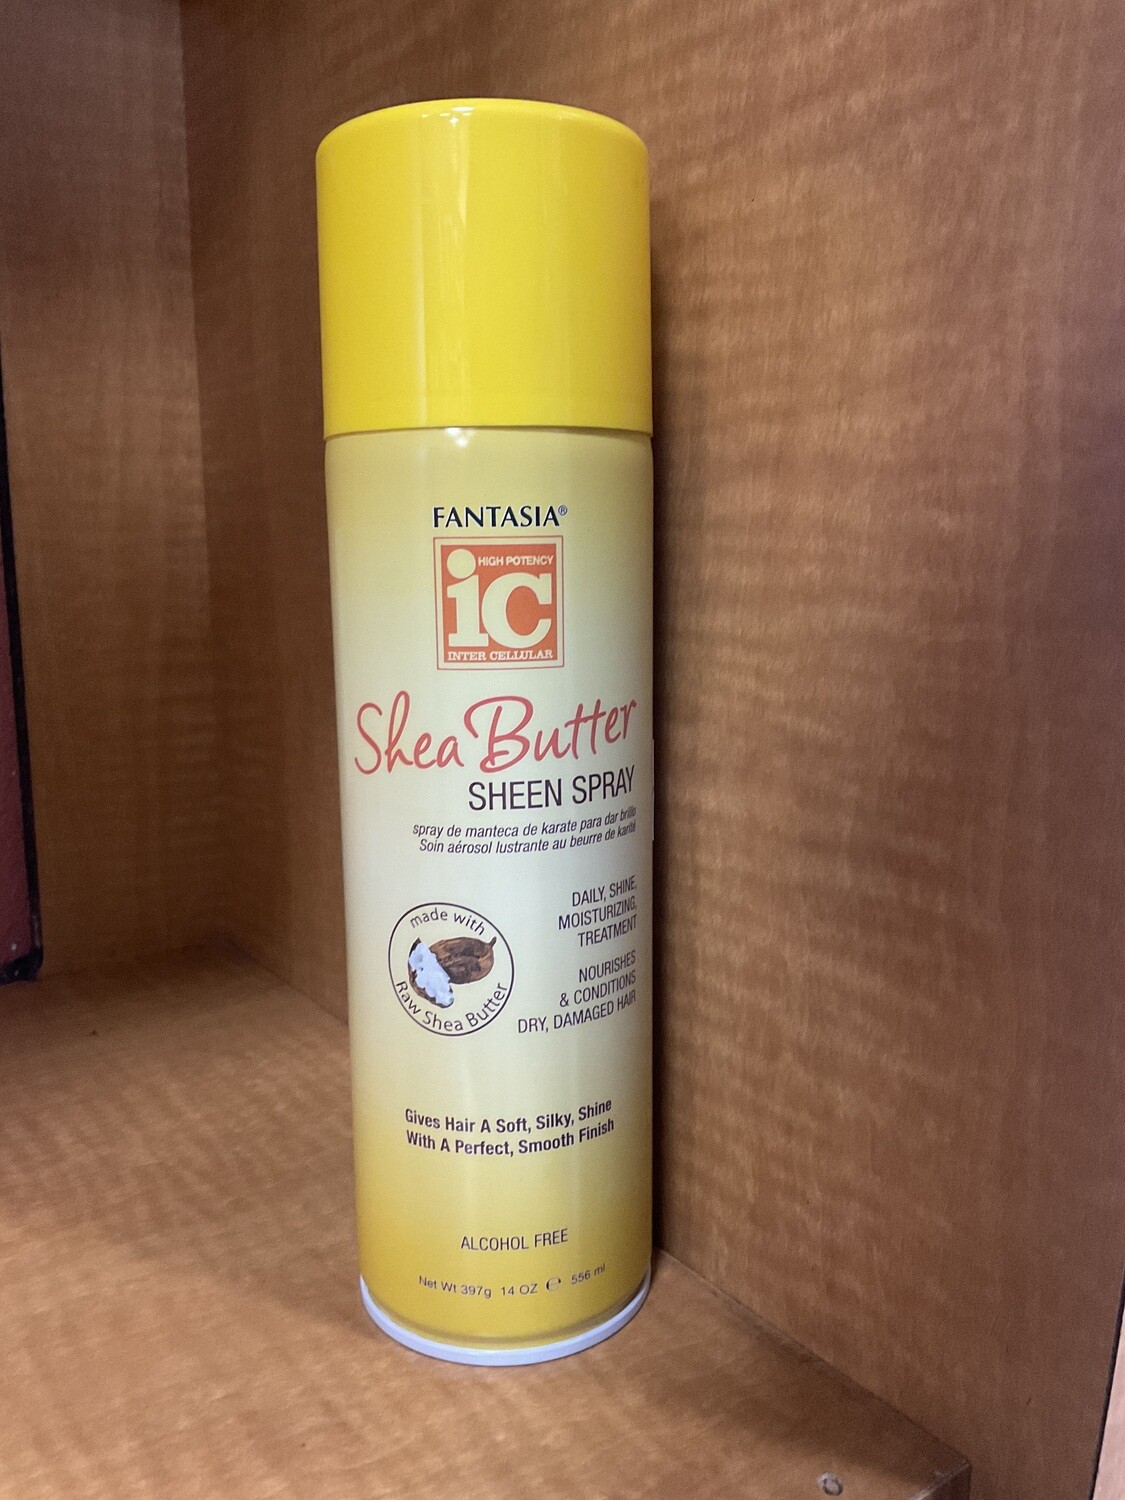 FANTASIA®
HIGH POTENCY
iC
INTER CELLULAR
Shea Butter
SHEEN SPRAY
spray de manteca de karate para dar brillo
Soin aérosol lustrante au beurre de karité
DAILY, SHINE,
MOISTURIZING,
TREATMENT
made with
Raw Shea Butter
NOURISHES
& CONDITIONS
DRY, DAMAGED HAIR
Gives Hair A Soft, Silky, Shine
With A Perfect, Smooth Finish
ALCOHOL FREE
Net Wt 397g 14 OZ ℮ 556 ml